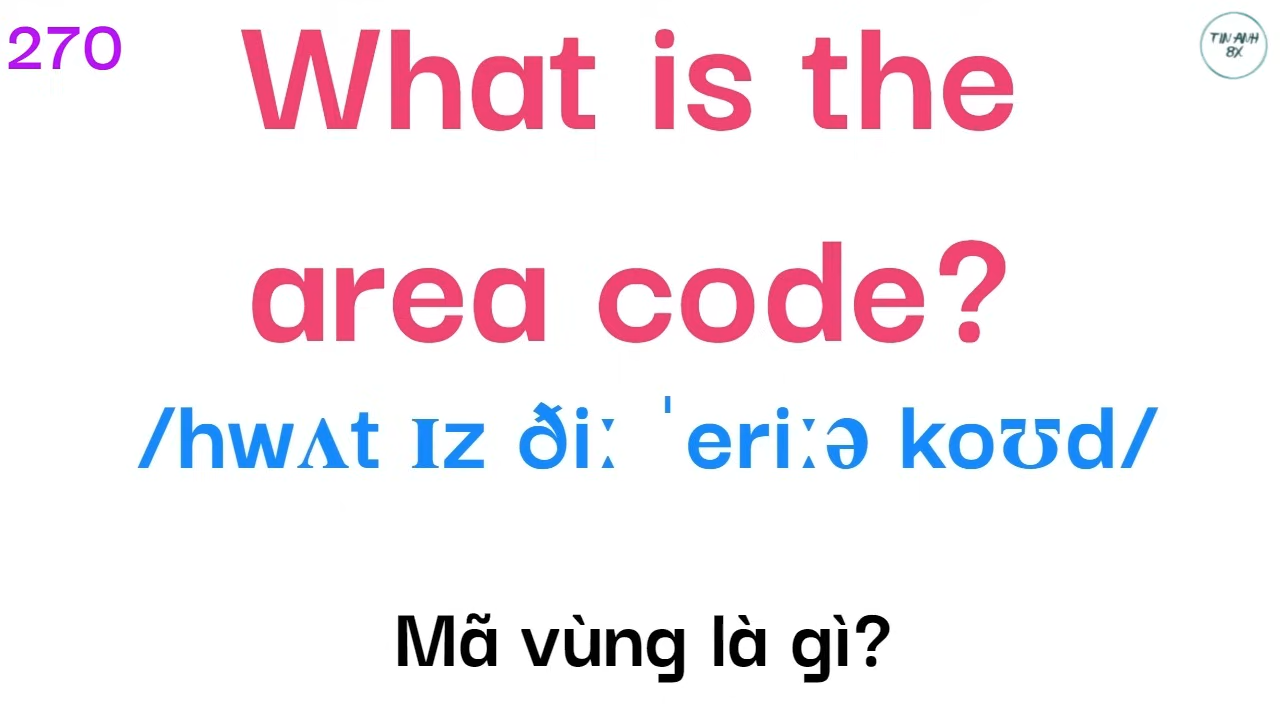 270
TIN ANH
8X
What is the
area code?
/hwʌt ɪz ðiː ˈeriːə koʊd/
Mã vùng là gì?